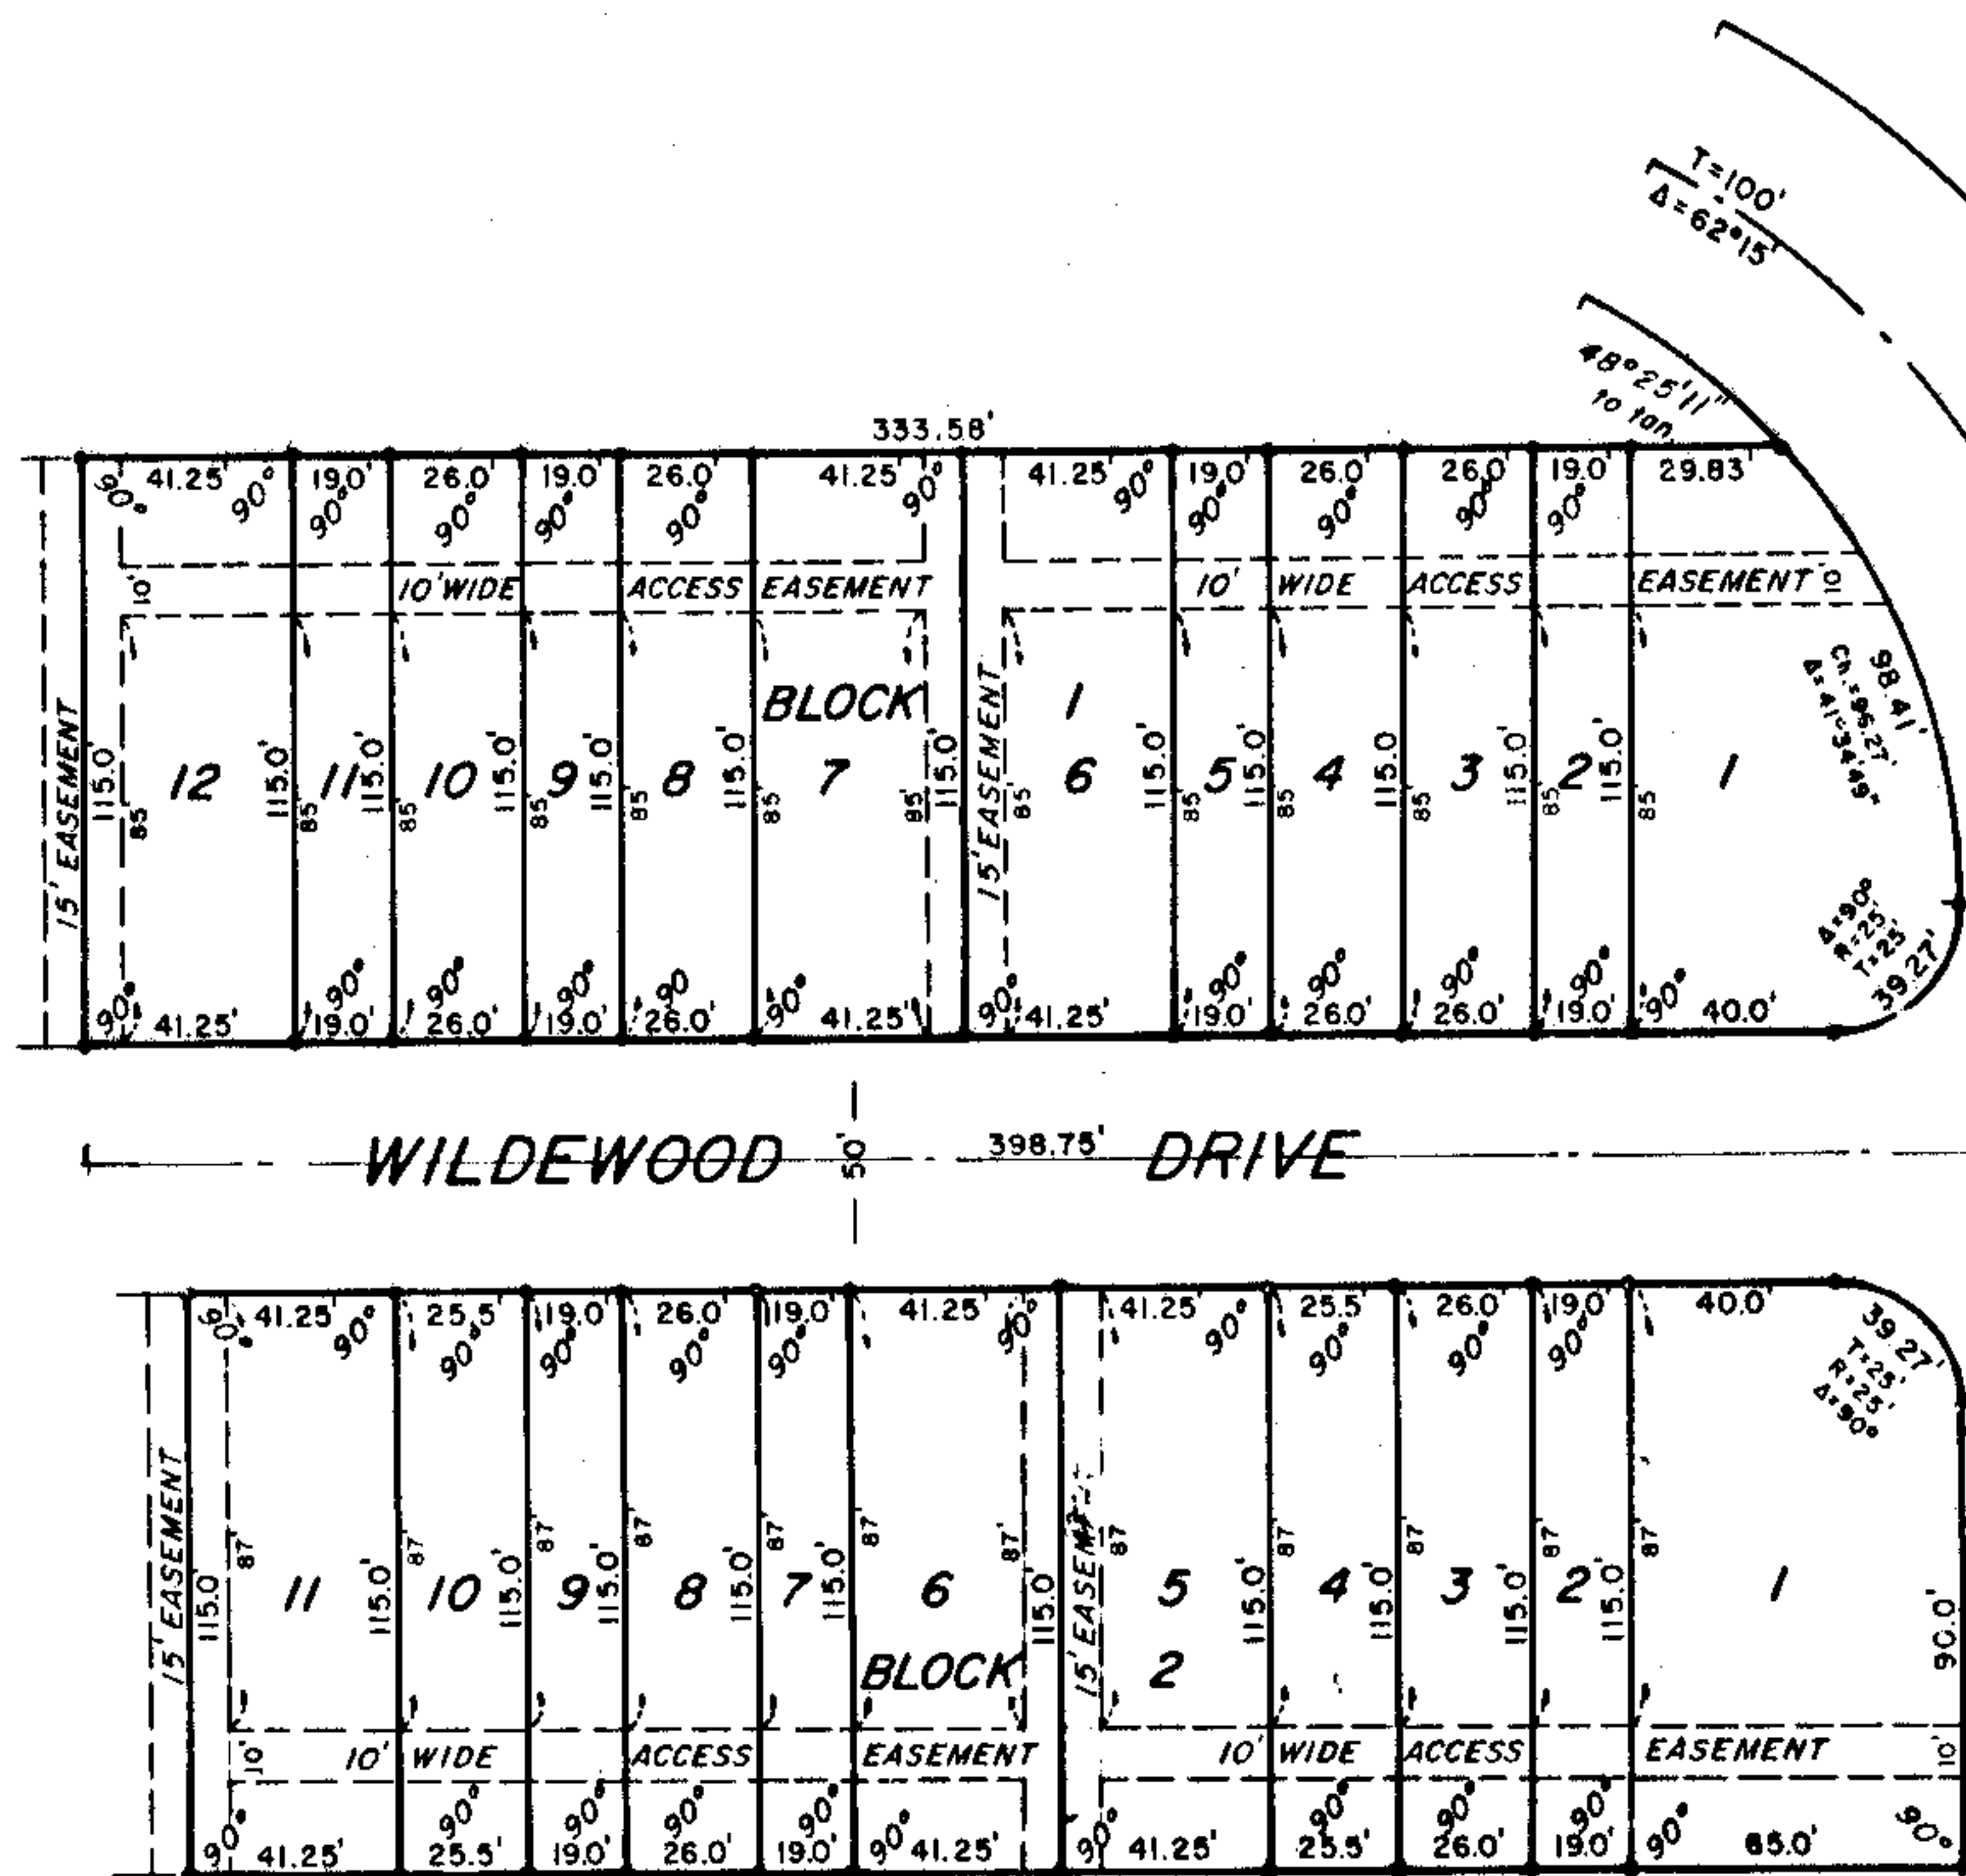 T=100'
Δ=62°15'
48°25'11"
to tan.
333.58'
90° 41.25' 90° 19.0' 26.0' 19.0' 26.0' 41.25' 90° 41.25' 90° 19.0' 26.0' 26.0' 19.0' 29.83'
90° 90° 90° 90° 90° 90° 90° 90° 90°
10' 10' WIDE ACCESS EASEMENT 10' WIDE ACCESS EASEMENT 10'
98.41'
Ch.=96.27'
Δ=41°34'49"
BLOCK 1
15' EASEMENT 115.0' 85' 12 115.0' 85' 11 115.0' 85' 10 115.0' 85' 9 115.0' 85' 8 115.0' 85' 7 85' 115.0' 15' EASEMENT 85' 6 115.0' 85' 5 115.0' 85' 4 115.0 85' 3 115.0' 85' 2 115.0' 85' 1
Δ=90°
R=25'
T=25'
39.27'
90° 90° 90° 90° 90 90° 90° 90° 90° 90° 90° 90°
41.25' 19.0' 26.0' 19.0' 26.0' 41.25' 41.25' 19.0' 26.0' 26.0' 19.0' 40.0'
WILDEWOOD 50' 398.75' DRIVE
90° 41.25' 90° 25.5' 19.0' 26.0' 19.0' 41.25' 90° 41.25' 90° 25.5' 26.0' 19.0' 40.0'
90° 90° 90° 90° 90° 90° 90°
39.27'
T=25'
R=25'
Δ=90°
15' EASEMENT 115.0' 87' 11 115.0' 87' 10 115.0' 87' 9 115.0' 87' 8 115.0' 87' 7 115.0' 87' 6 87' 115.0' 15' EASEM'T 87' 5 115.0' 87' 4 115.0' 87' 3 115.0' 87' 2 115.0' 87' 1 90.0'
BLOCK 2
10' 10' WIDE ACCESS EASEMENT 10' WIDE ACCESS EASEMENT 10'
90° 90° 90° 90° 90° 90° 90° 90° 90° 90° 90° 90°
41.25' 25.5' 19.0' 26.0' 19.0' 41.25' 41.25' 25.5' 26.0' 19.0' 65.0'